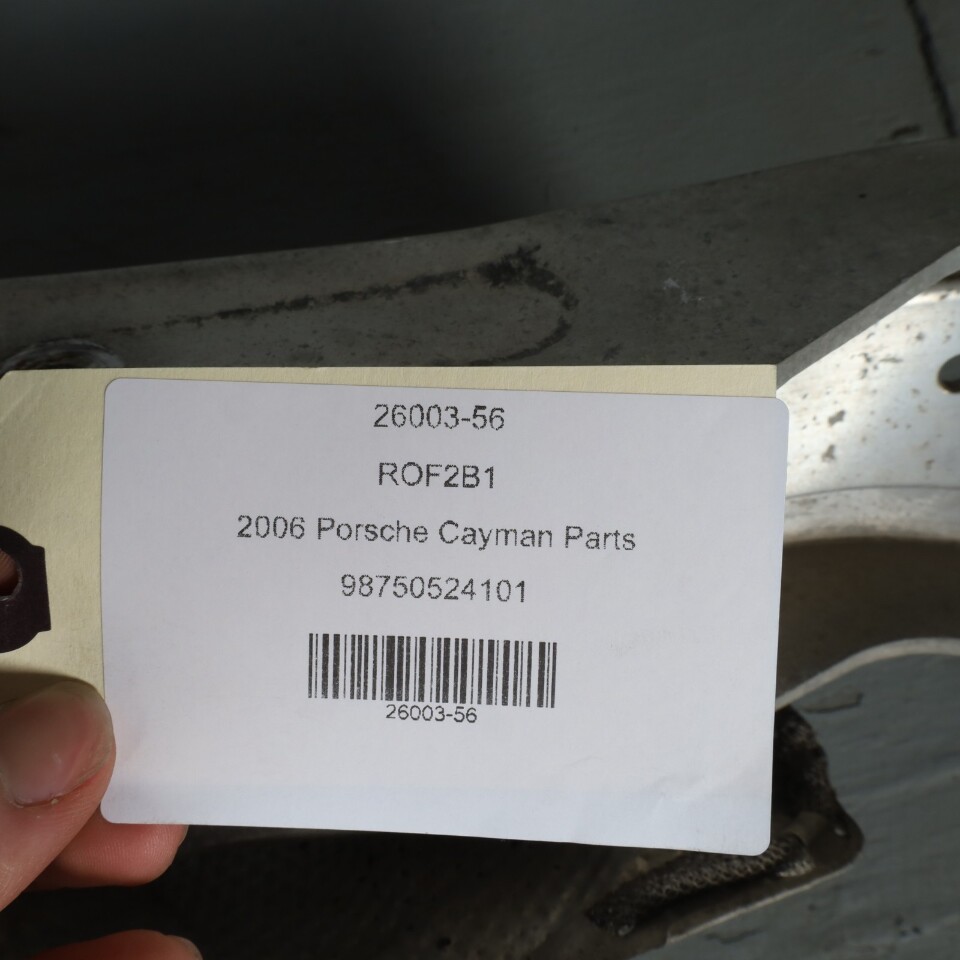 26003-56
ROF2B1
2006 Porsche Cayman Parts
98750524101
26003-56